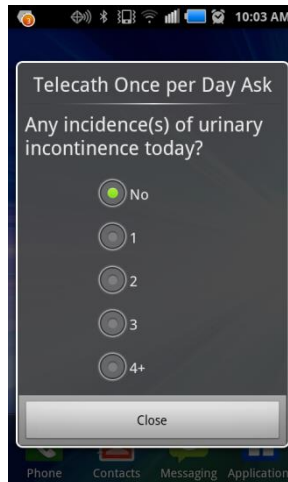 10:03 AM
Telecath Once per Day Ask
Any incidence(s) of urinary
incontinence today?
No
1
2
3
4+
Close
Phone Contacts Messaging Application